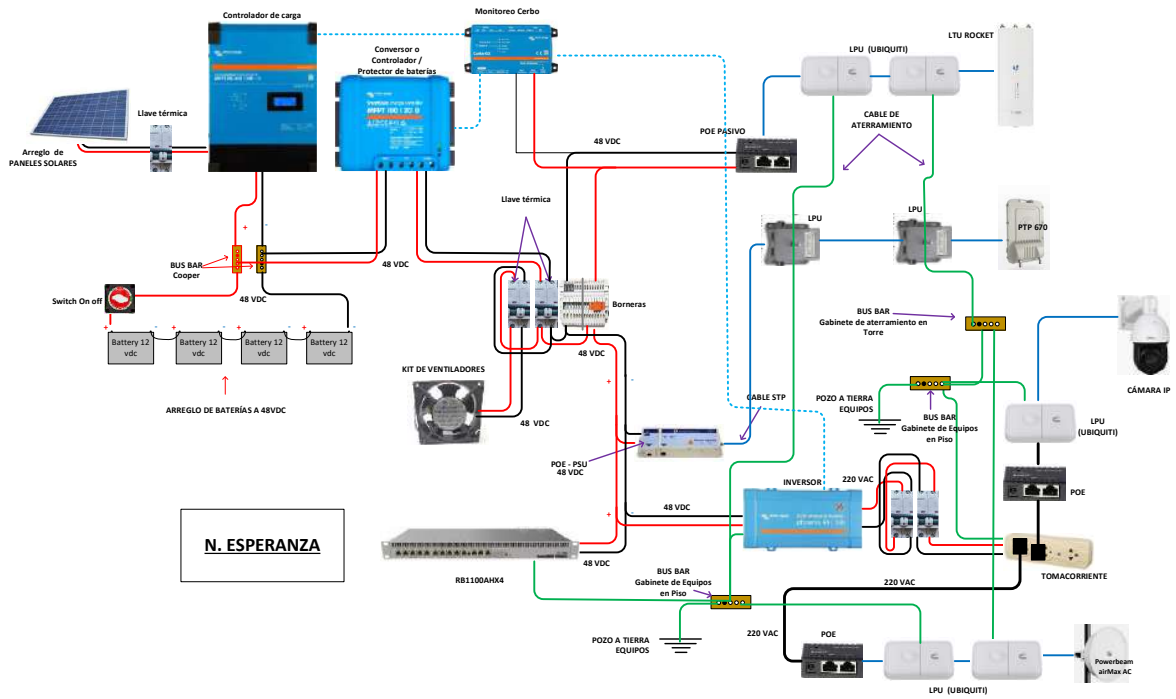 Controlador de carga
Monitoreo Cerbo
Conversor o
Controlador /
Protector de baterías
LPU (UBIQUITI)
LTU ROCKET
Llave térmica
Arreglo de
PANELES SOLARES
POE PASIVO
48 VDC
CABLE DE
ATERRAMIENTO
Llave térmica
LPU
LPU
PTP 670
+
-
BUS BAR
Cooper
48 VDC
Switch On off
48 VDC
Borneras
BUS BAR
Gabinete de aterramiento en
Torre
+
-
+
-
+
-
+
-
Battery 12
vdc
Battery 12
vdc
Battery 12
vdc
Battery 12
vdc
48 VDC
KIT DE VENTILADORES
CÁMARA IP
ARREGLO DE BATERÍAS A 48VDC
+
-
CABLE STP
POZO A TIERRA
EQUIPOS
BUS BAR
Gabinete de Equipos
en Piso
LPU
(UBIQUITI)
48 VDC
POE - PSU
48 VDC
INVERSOR
220 VAC
POE
48 VDC
+
-
N. ESPERANZA
RB1100AHX4
48 VDC
TOMACORRIENTE
BUS BAR
Gabinete de Equipos
en Piso
220 VAC
POZO A TIERRA
EQUIPOS
220 VAC
POE
Powerbeam
airMax AC
LPU (UBIQUITI)